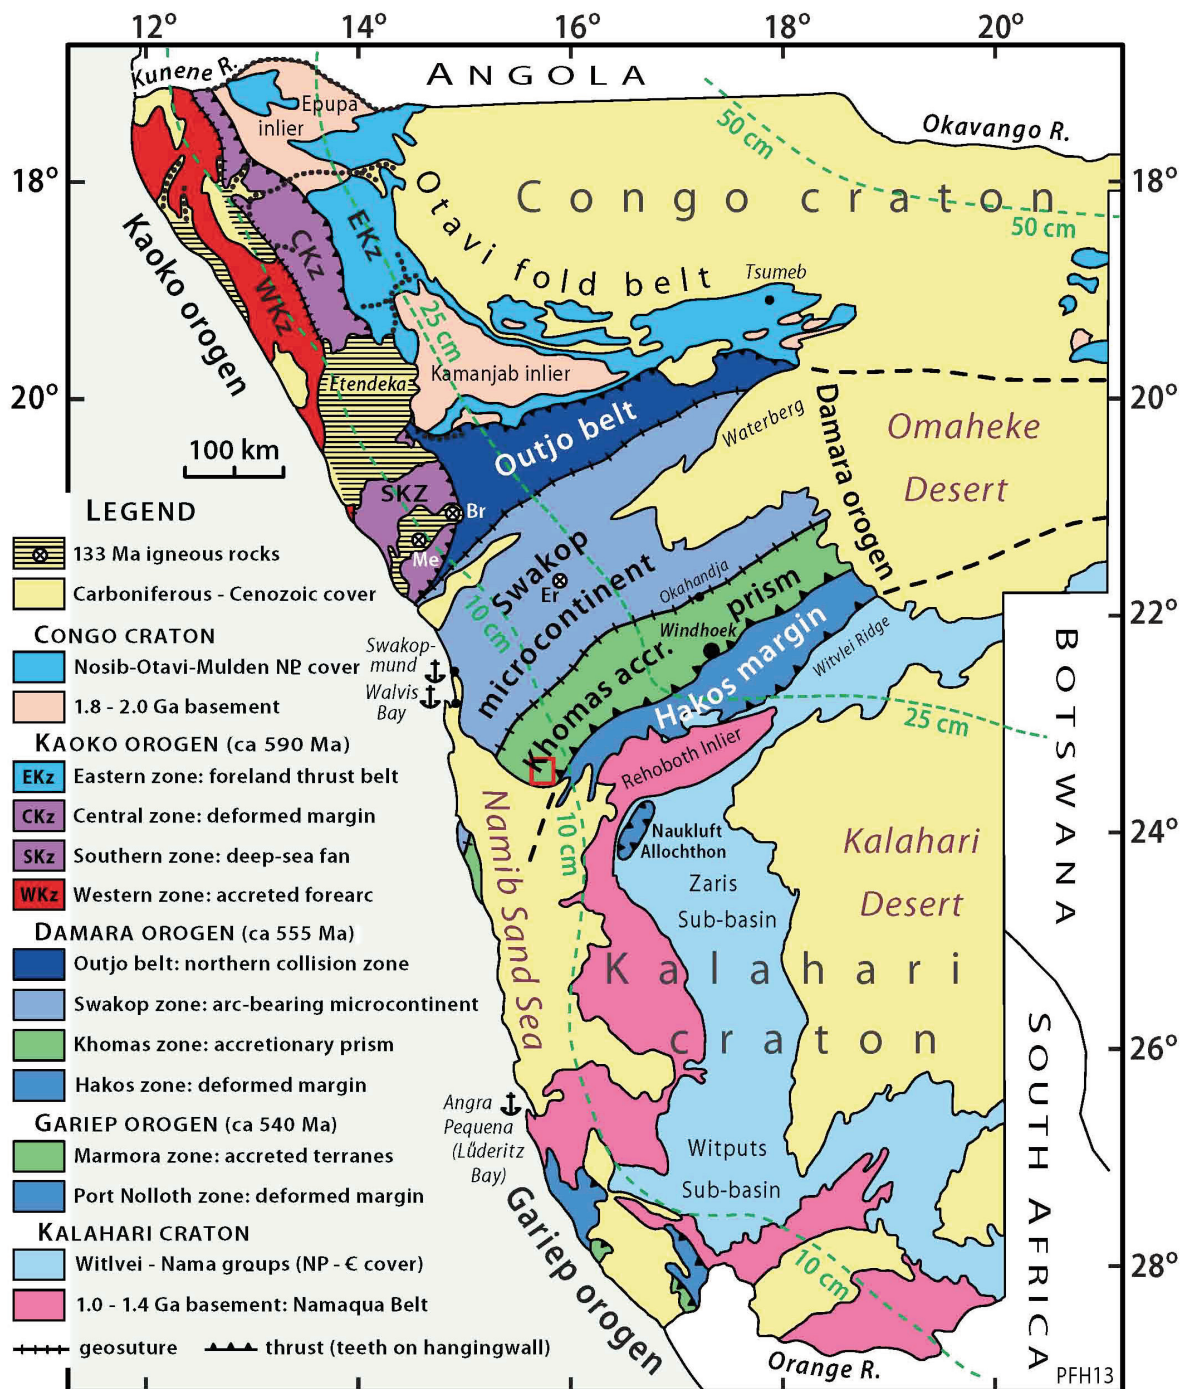 12° 14° 16° 18° 20°
Kunene R.
ANGOLA
Epupa
inlier
50 cm
Okavango R.
18°
18°
Congo craton
50 cm
Otavi fold belt
EKz
CKz
WKz
Kaoko orogen
Tsumeb
25 cm
Kamanjab inlier
Etendeka
20°
20°
Outjo belt
Waterberg
Damara orogen
Omaheke
Desert
100 km
SKZ
Br
Me
LEGEND
133 Ma igneous rocks
Carboniferous - Cenozoic cover
CONGO CRATON
Nosib-Otavi-Mulden NP cover
1.8 - 2.0 Ga basement
KAOKO OROGEN (ca 590 Ma)
EKz Eastern zone: foreland thrust belt
CKz Central zone: deformed margin
SKz Southern zone: deep-sea fan
WKz Western zone: accreted forearc
DAMARA OROGEN (ca 555 Ma)
Outjo belt: northern collision zone
Swakop zone: arc-bearing microcontinent
Khomas zone: accretionary prism
Hakos zone: deformed margin
GARIEP OROGEN (ca 540 Ma)
Marmora zone: accreted terranes
Port Nolloth zone: deformed margin
KALAHARI CRATON
Witlvei - Nama groups (NP - Є cover)
1.0 - 1.4 Ga basement: Namaqua Belt
geosuture
thrust (teeth on hangingwall)
Swakop
microcontinent
Er
10 cm
Okahandja
Khomas accr. prism
Windhoek
Hakos margin
Witvlei Ridge
22°
Swakop-
mund
Walvis
Bay
25 cm
Rehoboth Inlier
10 cm
Namib Sand Sea
Naukluft
Allochthon
24°
Zaris
Sub-basin
Kalahari
Desert
Kalahari
craton
BOTSWANA
26°
SOUTH AFRICA
Angra
Pequena
(Lůderitz
Bay)
Witputs
Sub-basin
Gariep orogen
10 cm
28°
Orange R.
PFH13